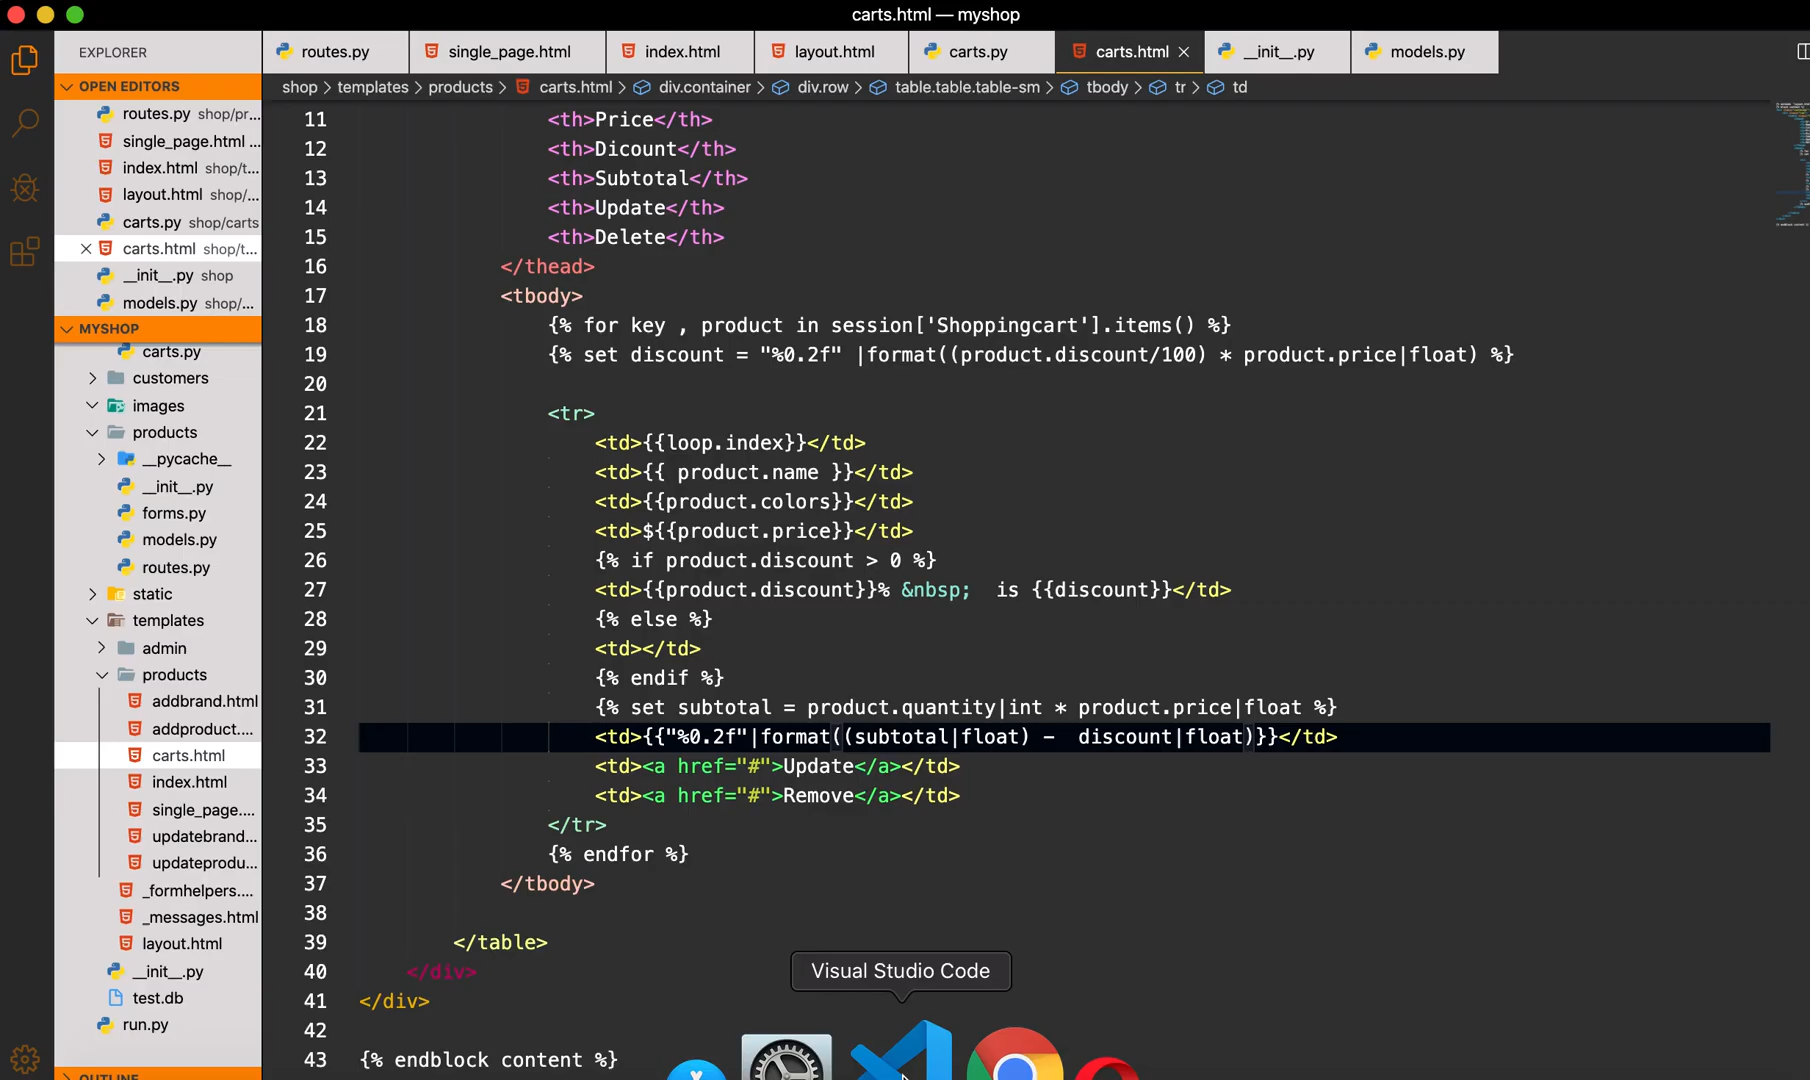 carts.html — myshop
EXPLORER
routes.py
single_page.html
index.html
layout.html
carts.py
carts.html
__init__.py
models.py
OPEN EDITORS
routes.py shop/pr...
single_page.html ...
index.html shop/t...
layout.html shop/...
carts.py shop/carts
carts.html shop/t...
__init__.py shop
models.py shop/...
MYSHOP
carts.py
customers
images
products
__pycache__
__init__.py
forms.py
models.py
routes.py
static
templates
admin
products
addbrand.html
addproduct....
carts.html
index.html
single_page....
updatebrand...
updateprodu...
_formhelpers....
_messages.html
layout.html
__init__.py
test.db
run.py
OUTLINE
shop > templates > products > carts.html > div.container > div.row > table.table.table-sm > tbody > tr > td
11 <th>Price</th>
12 <th>Dicount</th>
13 <th>Subtotal</th>
14 <th>Update</th>
15 <th>Delete</th>
16 </thead>
17 <tbody>
18 {% for key , product in session['Shoppingcart'].items() %}
19 {% set discount = "%0.2f" |format((product.discount/100) * product.price|float) %}
20
21 <tr>
22 <td>{{loop.index}}</td>
23 <td>{{ product.name }}</td>
24 <td>{{product.colors}}</td>
25 <td>${{product.price}}</td>
26 {% if product.discount > 0 %}
27 <td>{{product.discount}}% &nbsp;  is {{discount}}</td>
28 {% else %}
29 <td></td>
30 {% endif %}
31 {% set subtotal = product.quantity|int * product.price|float %}
32 <td>{{"%0.2f"|format((subtotal|float) -  discount|float)}}</td>
33 <td><a href="#">Update</a></td>
34 <td><a href="#">Remove</a></td>
35 </tr>
36 {% endfor %}
37 </tbody>
38
39 </table>
40 </div>
41 </div>
42
43 {% endblock content %}
Visual Studio Code